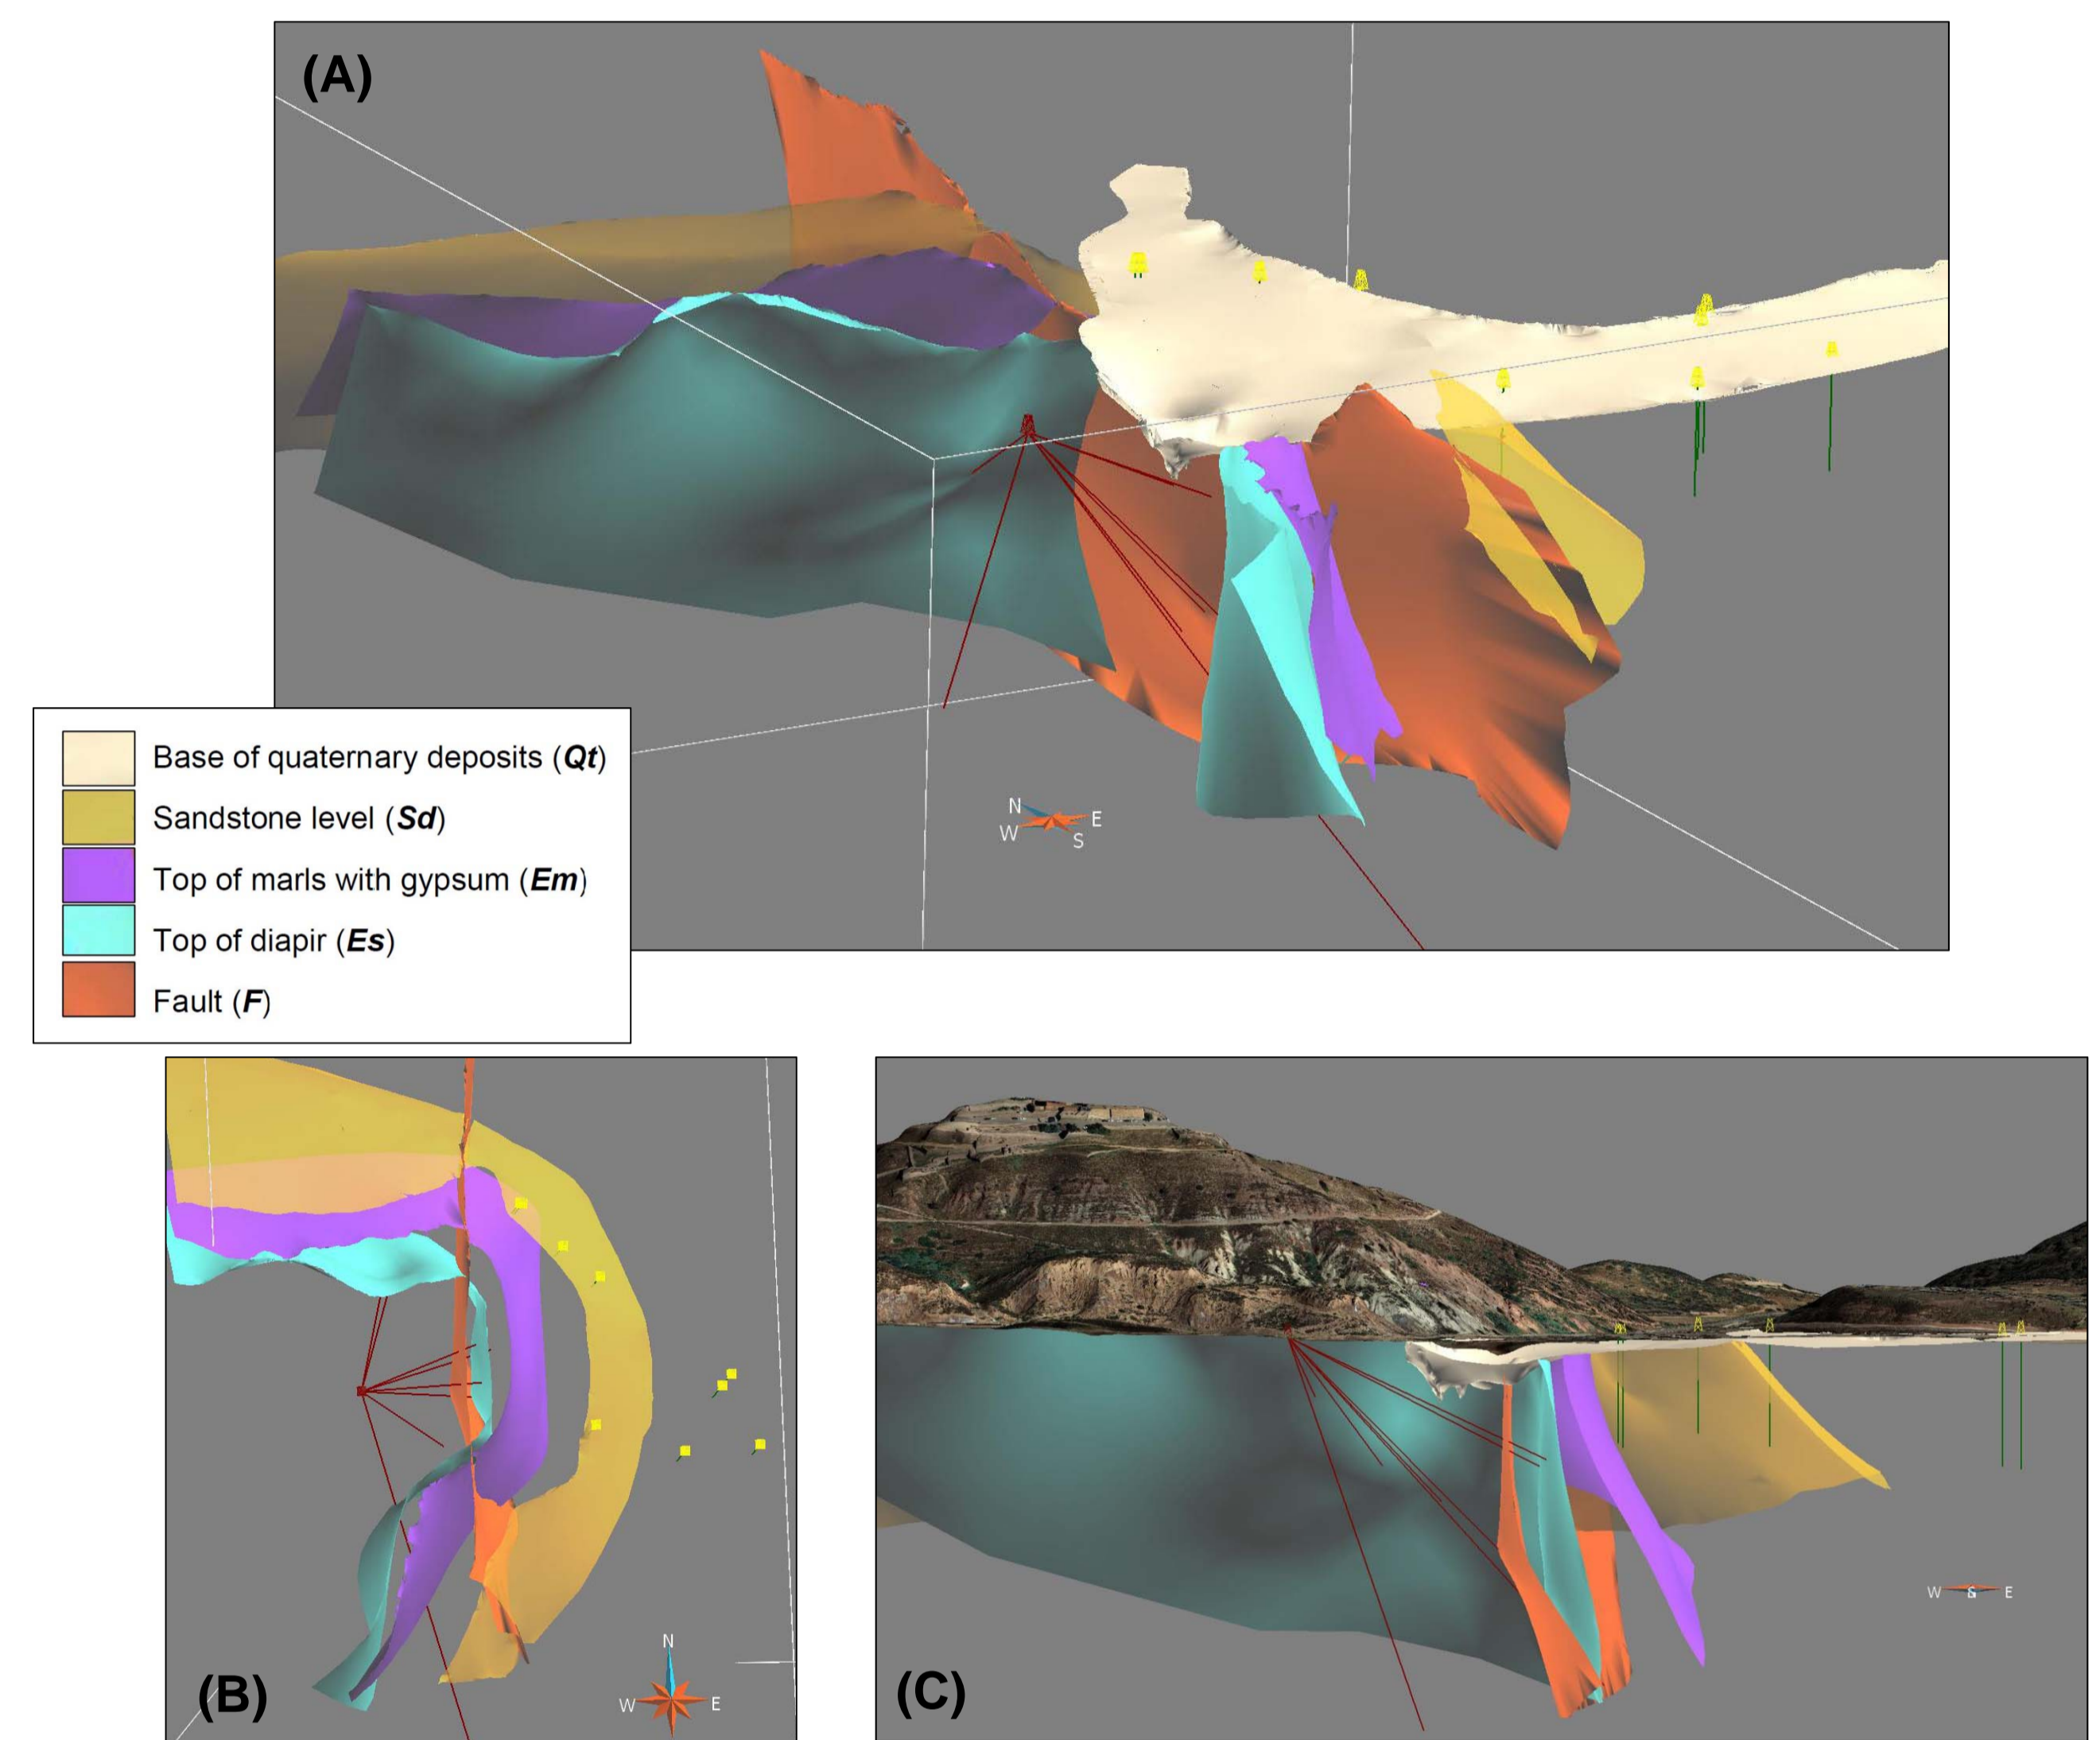 (A)
N
W
E
S
Base of quaternary deposits (Qt)
Sandstone level (Sd)
Top of marls with gypsum (Em)
Top of diapir (Es)
Fault (F)
(B)
N
W
E
(C)
W
S
E